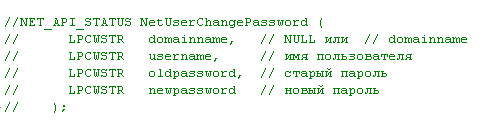 //NET_API_STATUS NetUserChangePassword (
//      LPCWSTR   domainname,   // NULL или  // domainname
//      LPCWSTR   username,     // имя пользователя
//      LPCWSTR   oldpassword,  // старый пароль
//      LPCWSTR   newpassword   // новый пароль
//    );